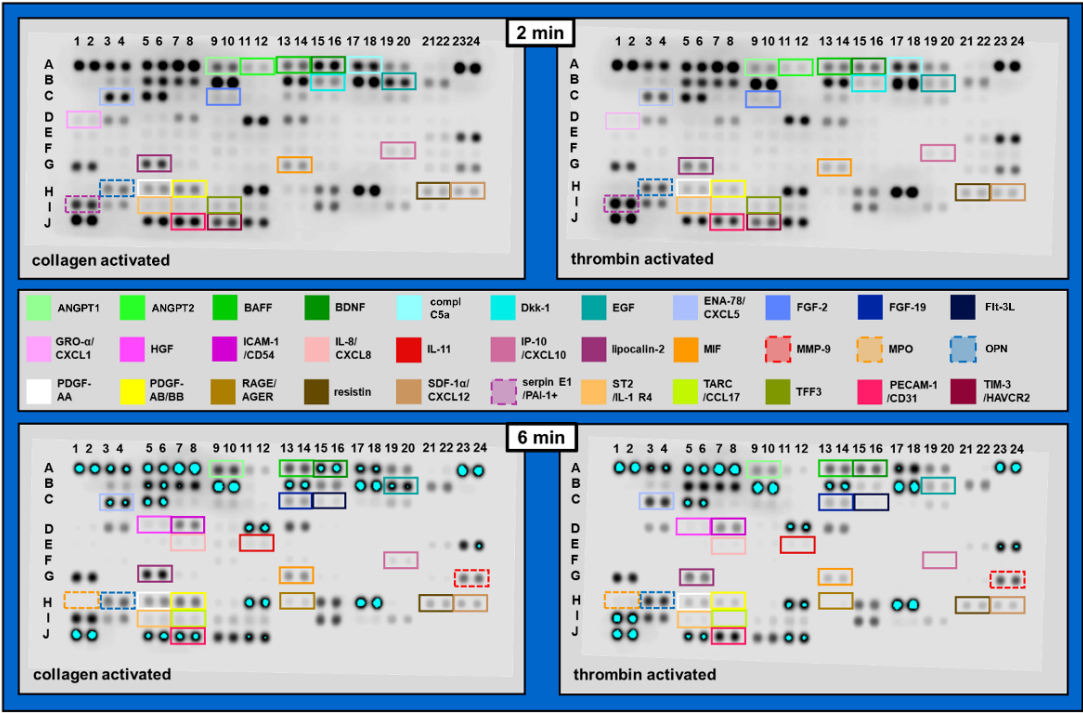 2 min
1 2 3 4 5 6 7 8 9 10 11 12 13 14 15 16 17 18 19 20 21 22 23 24
A
B
C
D
E
F
G
H
I
J
collagen activated
1 2 3 4 5 6 7 8 9 10 11 12 13 14 15 16 17 18 19 20 21 22 23 24
A
B
C
D
E
F
G
H
I
J
thrombin activated
ANGPT1 ANGPT2 BAFF BDNF compl C5a Dkk-1 EGF ENA-78/ CXCL5 FGF-2 FGF-19 Flt-3L
GRO-α/ CXCL1 HGF ICAM-1 /CD54 IL-8/ CXCL8 IL-11 IP-10 /CXCL10 lipocalin-2 MIF MMP-9 MPO OPN
PDGF- AA PDGF- AB/BB RAGE/ AGER resistin SDF-1α/ CXCL12 serpin E1 /PAI-1+ ST2 /IL-1 R4 TARC /CCL17 TFF3 PECAM-1 /CD31 TIM-3 /HAVCR2
6 min
1 2 3 4 5 6 7 8 9 10 11 12 13 14 15 16 17 18 19 20 21 22 23 24
A
B
C
D
E
F
G
H
I
J
collagen activated
1 2 3 4 5 6 7 8 9 10 11 12 13 14 15 16 17 18 19 20 21 22 23 24
A
B
C
D
E
F
G
H
I
J
thrombin activated